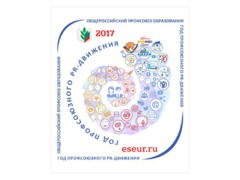 ОБЩЕРОССИЙСКИЙ ПРОФСОЮЗ ОБРАЗОВАНИЯ
2017
ГОД ПРОФСОЮЗНОГО PR-ДВИЖЕНИЯ
ОБЩЕРОССИЙСКИЙ ПРОФСОЮЗ ОБРАЗОВАНИЯ
ГОД ПРОФСОЮЗНОГО PR-ДВИЖЕНИЯ
eseur.ru
ГОД ПРОФСОЮЗНОГО PR-ДВИЖЕНИЯ